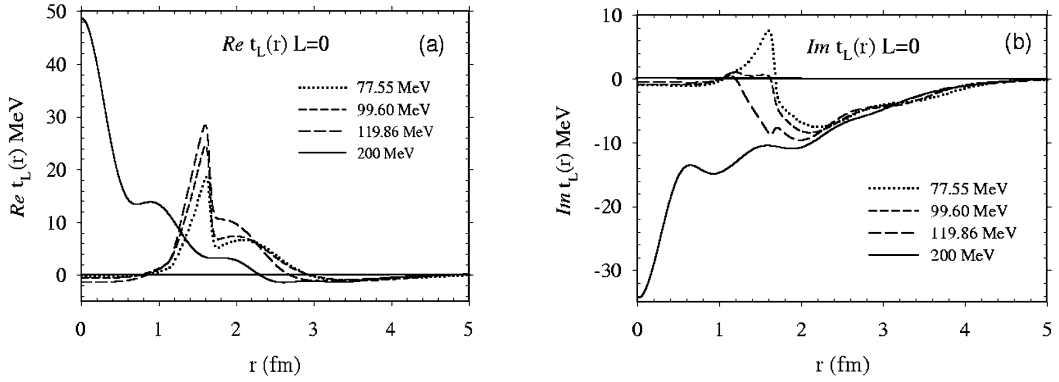 Re t_L(r) L=0
(a)
77.55 MeV
99.60 MeV
119.86 MeV
200 MeV
Re t_L(r) MeV
50
40
30
20
10
0
0 1 2 3 4 5
r (fm)
Im t_L(r) L=0
(b)
77.55 MeV
99.60 MeV
119.86 MeV
200 MeV
Im t_L(r) MeV
10
0
-10
-20
-30
0 1 2 3 4 5
r (fm)